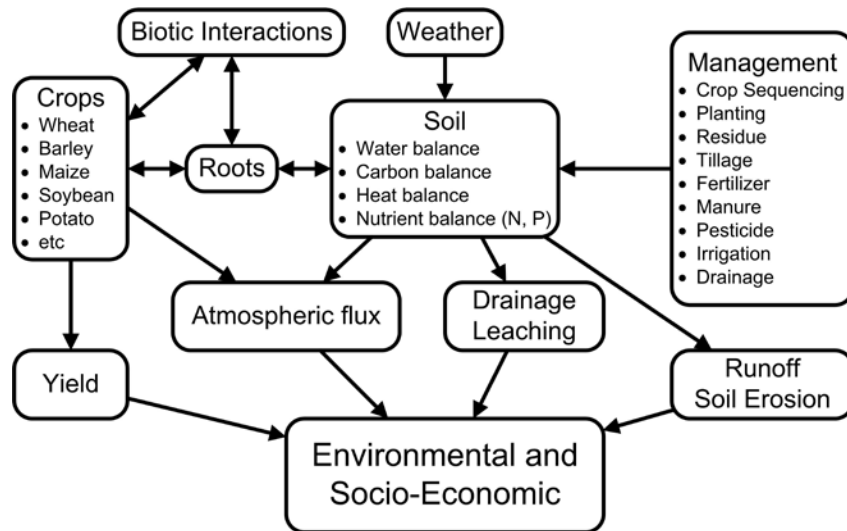 Biotic Interactions
Weather
Management
• Crop Sequencing
• Planting
• Residue
• Tillage
• Fertilizer
• Manure
• Pesticide
• Irrigation
• Drainage
Crops
• Wheat
• Barley
• Maize
• Soybean
• Potato
• etc
Roots
Soil
• Water balance
• Carbon balance
• Heat balance
• Nutrient balance (N, P)
Atmospheric flux
Drainage
Leaching
Yield
Runoff
Soil Erosion
Environmental and
Socio-Economic